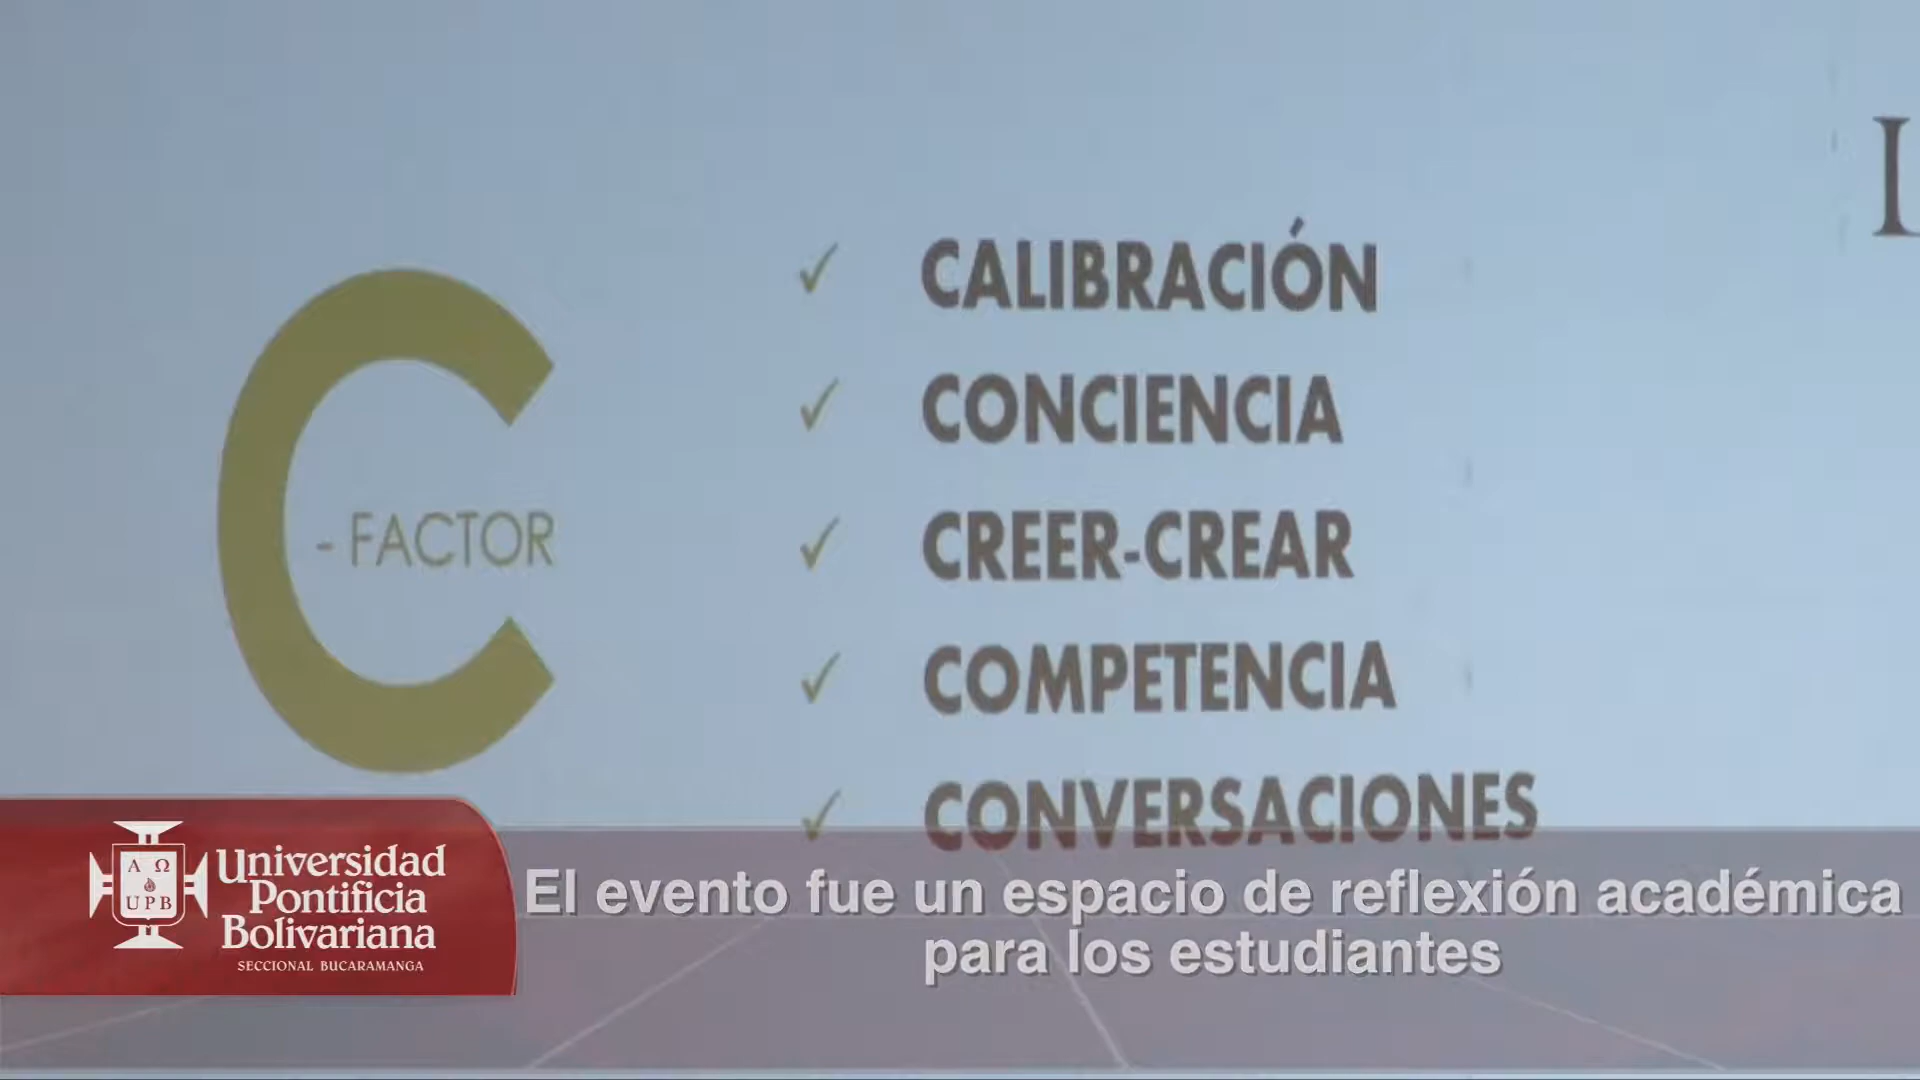 C
- FACTOR
✓ CALIBRACIÓN
✓ CONCIENCIA
✓ CREER-CREAR
✓ COMPETENCIA
✓ CONVERSACIONES
Α Ω
UPB
Universidad
Pontificia
Bolivariana
SECCIONAL BUCARAMANGA
El evento fue un espacio de reflexión académica
para los estudiantes